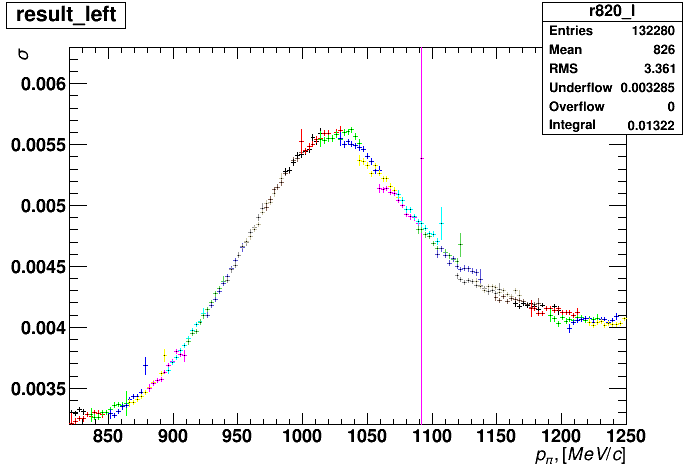 result_left
r820_l
Entries 132280
Mean 826
RMS 3.361
Underflow 0.003285
Overflow 0
Integral 0.01322
σ
0.006
0.0055
0.005
0.0045
0.004
0.0035
850 900 950 1000 1050 1100 1150 1200 1250
pπ, [MeV/c]